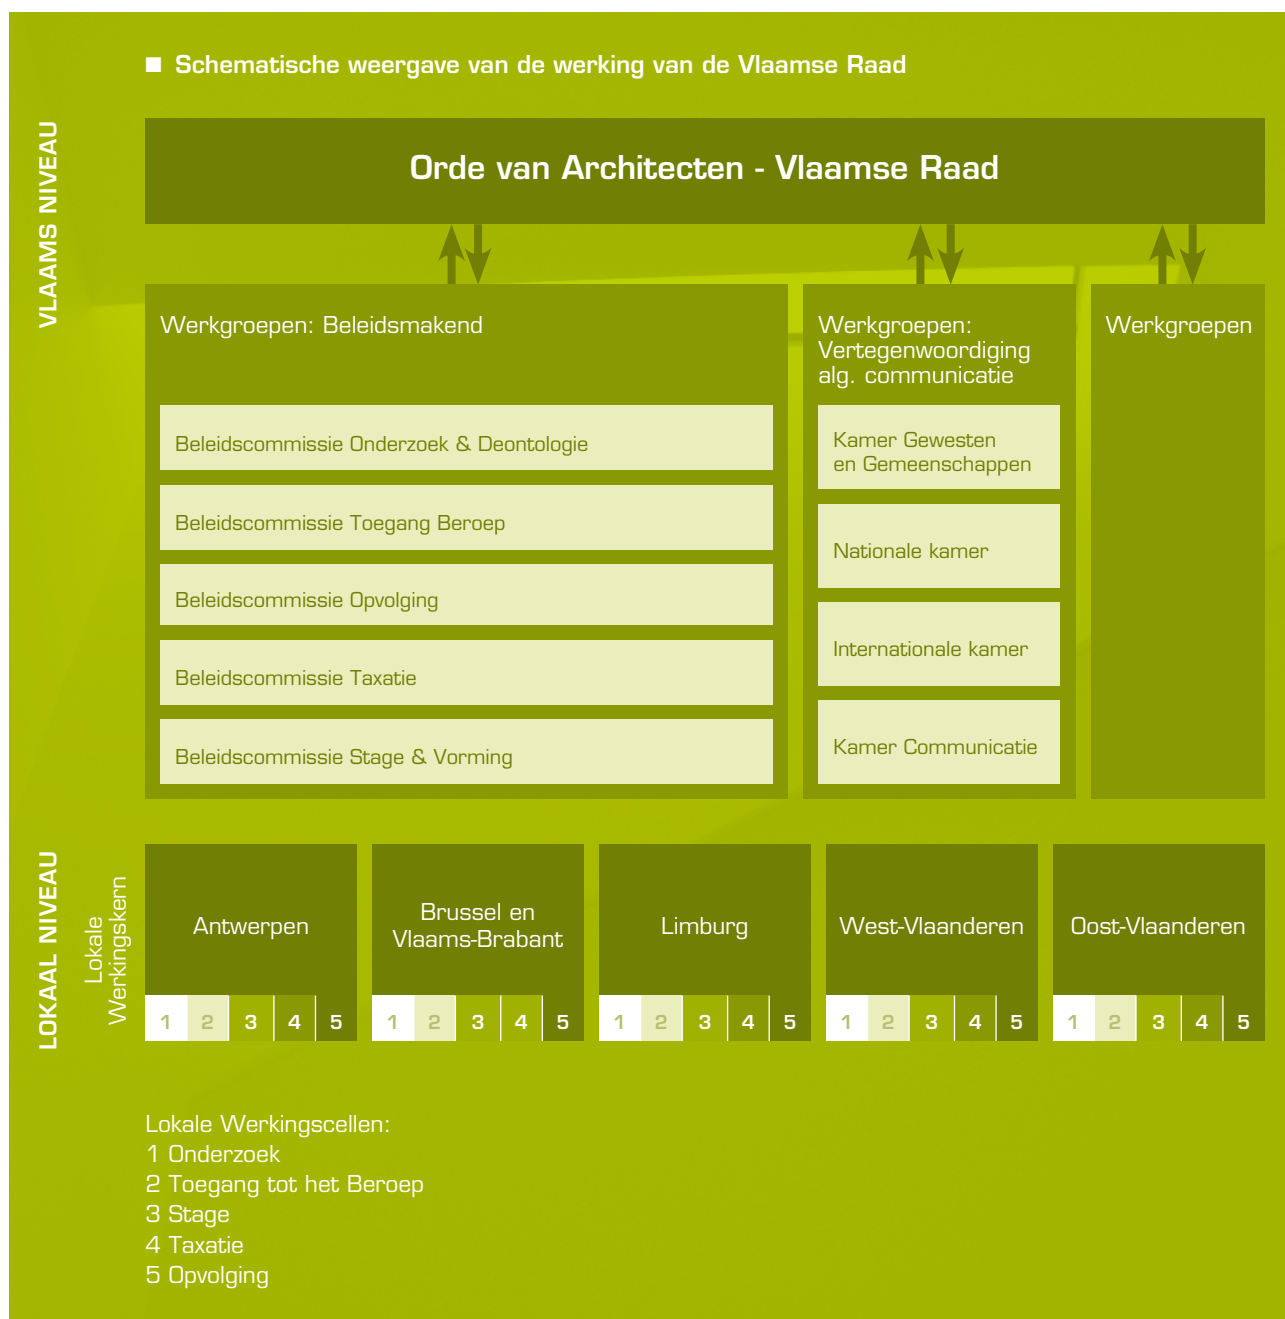 Schematische weergave van de werking van de Vlaamse Raad
VLAAMS NIVEAU
Orde van Architecten - Vlaamse Raad
Werkgroepen: Beleidsmakend
Beleidscommissie Onderzoek & Deontologie
Beleidscommissie Toegang Beroep
Beleidscommissie Opvolging
Beleidscommissie Taxatie
Beleidscommissie Stage & Vorming
Werkgroepen:
Vertegenwoordiging
alg. communicatie
Kamer Gewesten
en Gemeenschappen
Nationale kamer
Internationale kamer
Kamer Communicatie
Werkgroepen
LOKAAL NIVEAU
Lokale
Werkingskern
Antwerpen
1 2 3 4 5
Brussel en
Vlaams-Brabant
1 2 3 4 5
Limburg
1 2 3 4 5
West-Vlaanderen
1 2 3 4 5
Oost-Vlaanderen
1 2 3 4 5
Lokale Werkingscellen:
1 Onderzoek
2 Toegang tot het Beroep
3 Stage
4 Taxatie
5 Opvolging